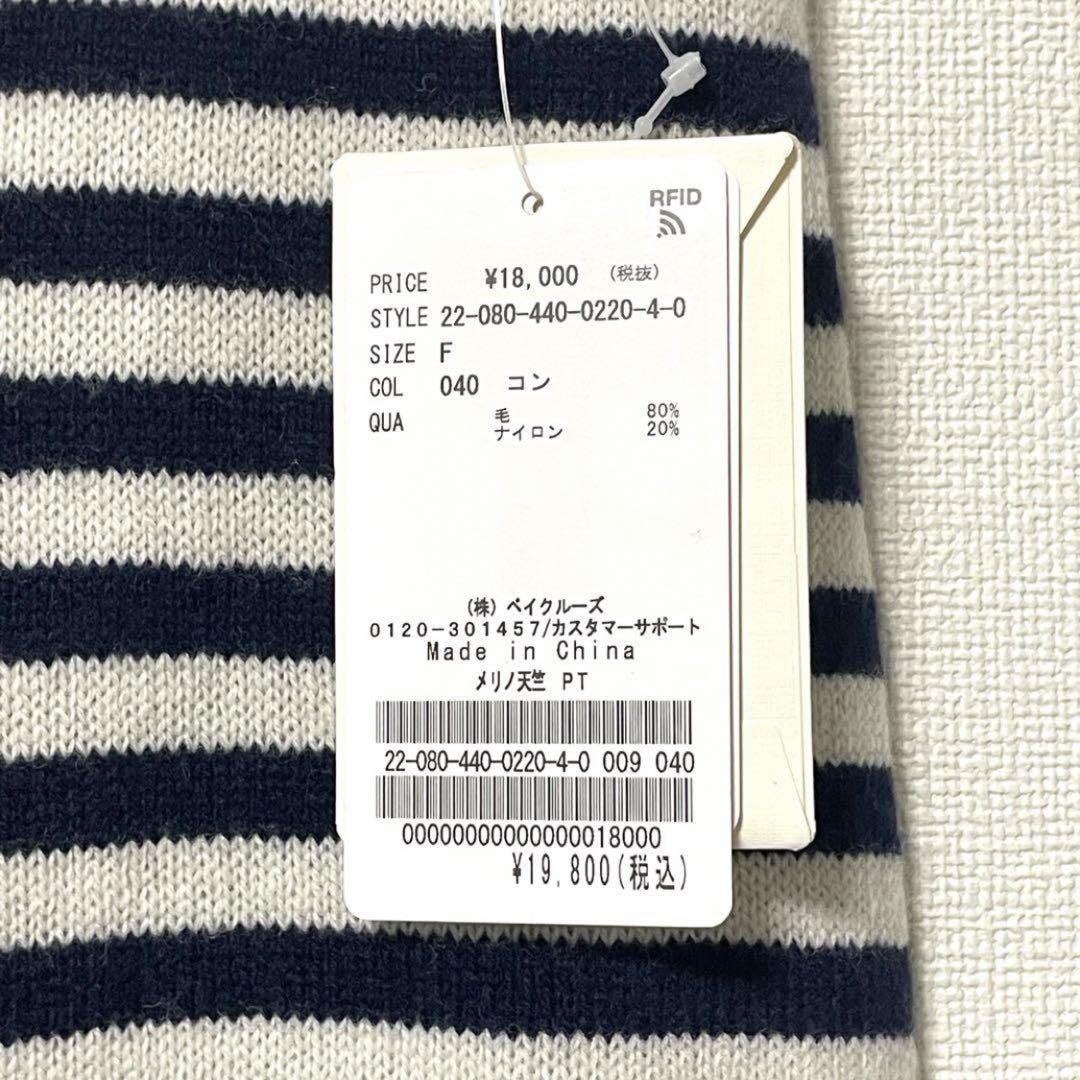 RFID
PRICE ¥18,000 (税抜)
STYLE 22-080-440-0220-4-0
SIZE F
COL 040 コン
QUA 毛 80%
ナイロン 20%
(株)ベイクルーズ
0120-301457/カスタマーサポート
Made in China
メリノ天竺 PT
22-080-440-0220-4-0 009 040
00000000000000018000
¥19,800(税込)